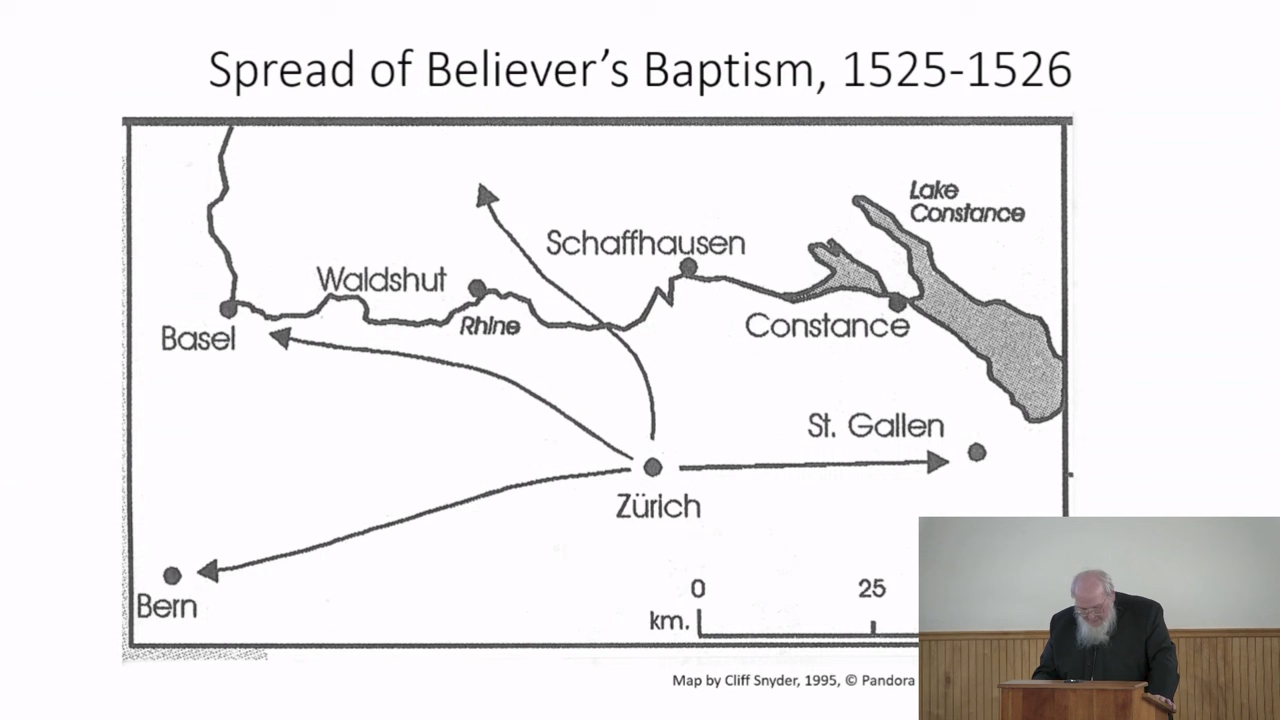 Spread of Believer’s Baptism, 1525-1526
Lake
Constance
Schaffhausen
Waldshut
Rhine
Basel
Constance
St. Gallen
Zürich
Bern
0 25
km.
Map by Cliff Snyder, 1995, © Pandora